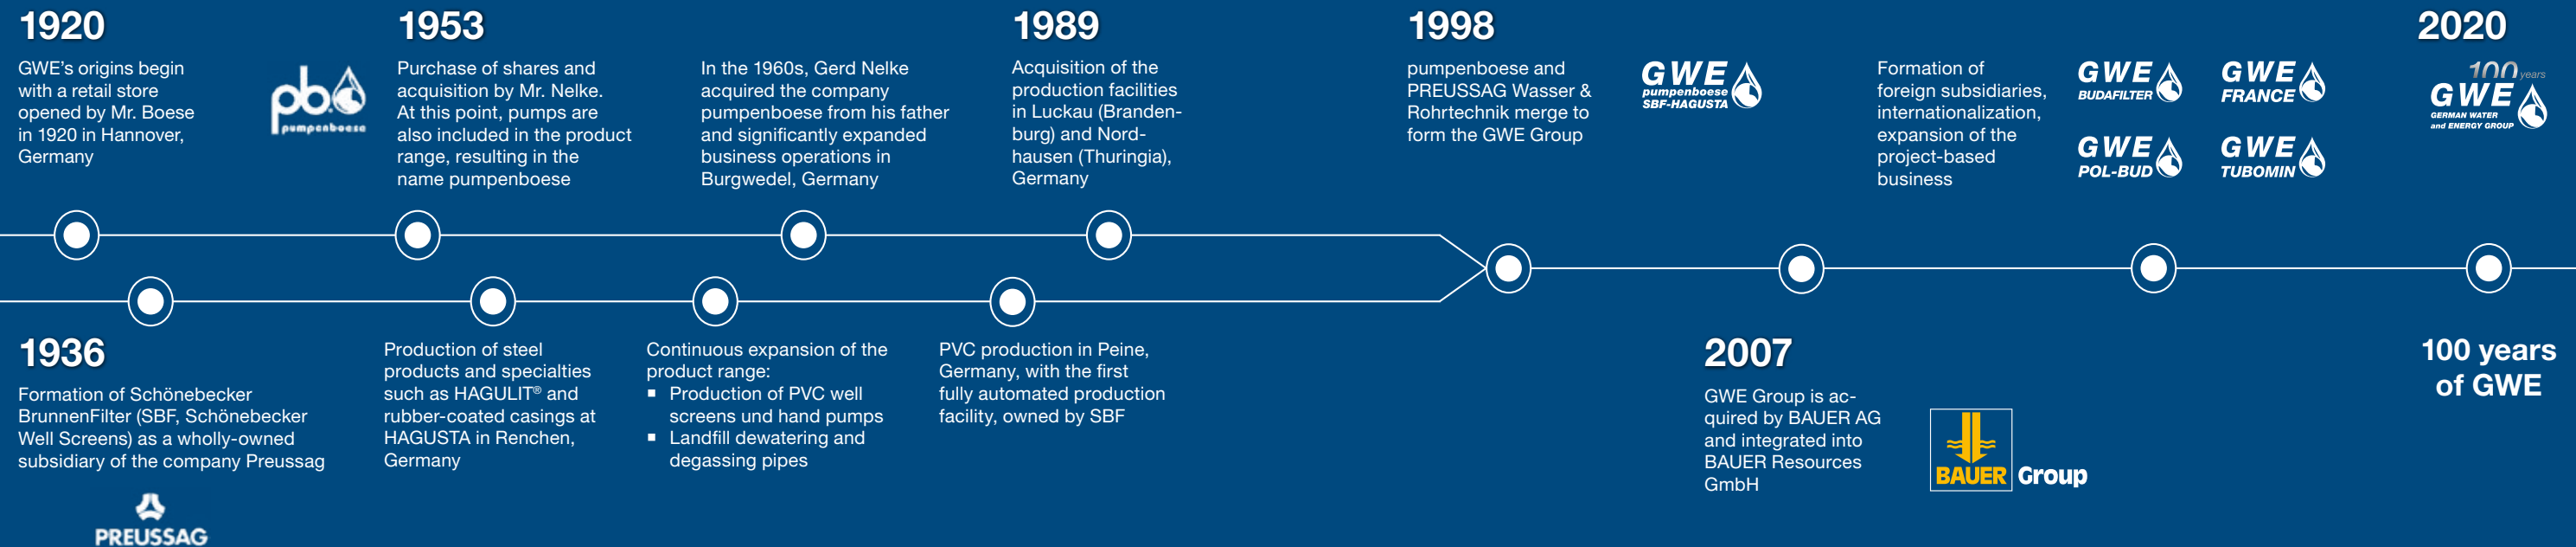 1920
GWE's origins begin
with a retail store
opened by Mr. Boese
in 1920 in Hannover,
Germany
pb
pumpenboese
1953
Purchase of shares and
acquisition by Mr. Nelke.
At this point, pumps are
also included in the product
range, resulting in the
name pumpenboese
In the 1960s, Gerd Nelke
acquired the company
pumpenboese from his father
and significantly expanded
business operations in
Burgwedel, Germany
1989
Acquisition of the
production facilities
in Luckau (Branden-
burg) and Nord-
hausen (Thuringia),
Germany
1998
pumpenboese and
PREUSSAG Wasser &
Rohrtechnik merge to
form the GWE Group
GWE
pumpenboese
SBF-HAGUSTA
Formation of
foreign subsidiaries,
internationalization,
expansion of the
project-based
business
GWE
BUDAFILTER
GWE
FRANCE
GWE
POL-BUD
GWE
TUBOMIN
2020
100 years
GWE
GERMAN WATER
and ENERGY GROUP
1936
Formation of Schönebecker
BrunnenFilter (SBF, Schönebecker
Well Screens) as a wholly-owned
subsidiary of the company Preussag
PREUSSAG
Production of steel
products and specialties
such as HAGULIT® and
rubber-coated casings at
HAGUSTA in Renchen,
Germany
Continuous expansion of the
product range:
▪ Production of PVC well
screens und hand pumps
▪ Landfill dewatering and
degassing pipes
PVC production in Peine,
Germany, with the first
fully automated production
facility, owned by SBF
2007
GWE Group is ac-
quired by BAUER AG
and integrated into
BAUER Resources
GmbH
BAUER Group
100 years
of GWE